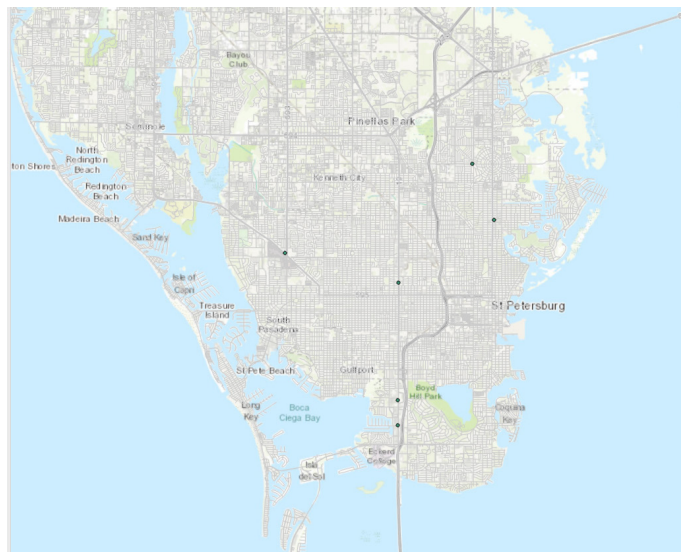 Bayou
Club
Pinellas Park
Seminole
North
Redington
Beach
ton Shores
Kenneth City
Redington
Beach
Madeira Beach
Sand Key
Isle of
Capri
Treasure
Island
St Petersburg
South
Pasadena
St Pete Beach
Gulfport
Boyd
Hill Park
Long
Key
Boca
Ciega Bay
Coquina
Key
Eckerd
College
Isla
del Sol